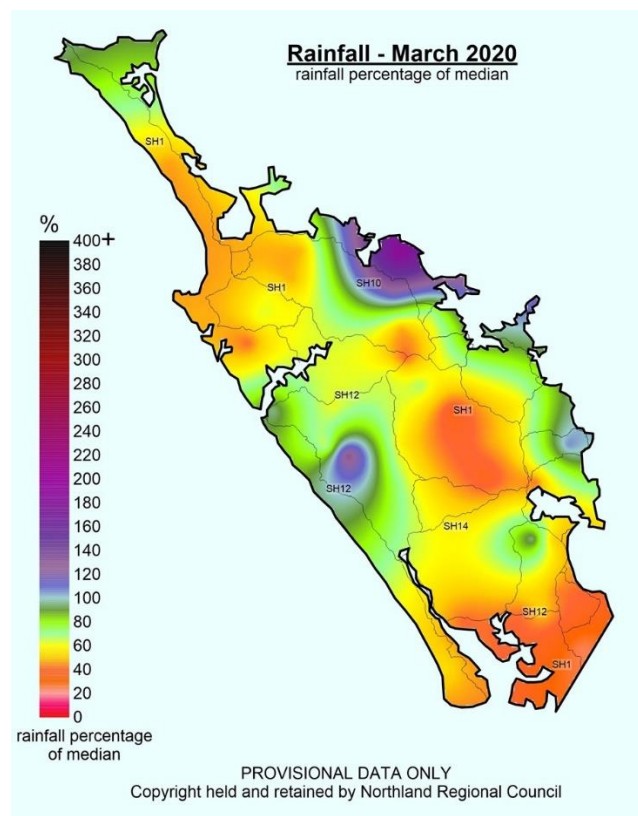 Rainfall - March 2020
rainfall percentage of median
SH1
%
400+
380
360
340
320
300
280
260
240
220
200
180
160
140
120
100
80
60
40
20
0
rainfall percentage
of median
SH10
SH1
SH12
SH1
SH12
SH14
SH12
SH1
PROVISIONAL DATA ONLY
Copyright held and retained by Northland Regional Council